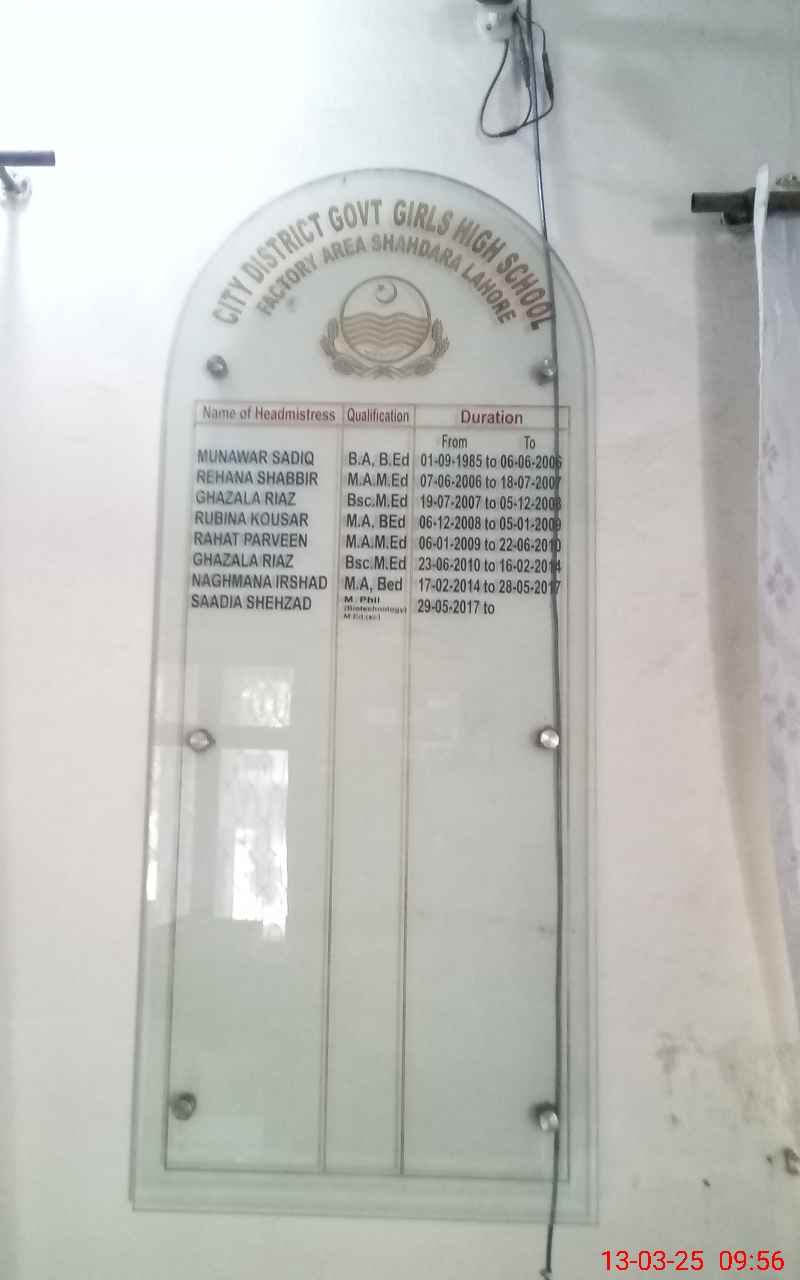 CITY DISTRICT GOVT GIRLS HIGH SCHOOL
FACTORY AREA SHAHDARA LAHORE
Name of Headmistress Qualification Duration
From To
MUNAWAR SADIQ B.A, B.Ed 01-09-1985 to 06-06-2006
REHANA SHABBIR M.A.M.Ed 07-06-2006 to 18-07-2007
GHAZALA RIAZ Bsc.M.Ed 19-07-2007 to 05-12-2008
RUBINA KOUSAR M.A, BEd 06-12-2008 to 05-01-2009
RAHAT PARVEEN M.A.M.Ed 06-01-2009 to 22-06-2010
GHAZALA RIAZ Bsc.M.Ed 23-06-2010 to 16-02-2014
NAGHMANA IRSHAD M.A, Bed 17-02-2014 to 28-05-2017
SAADIA SHEHZAD M. Phil 29-05-2017 to
(Biotechnology)
M.Ed
13-03-25 09:56